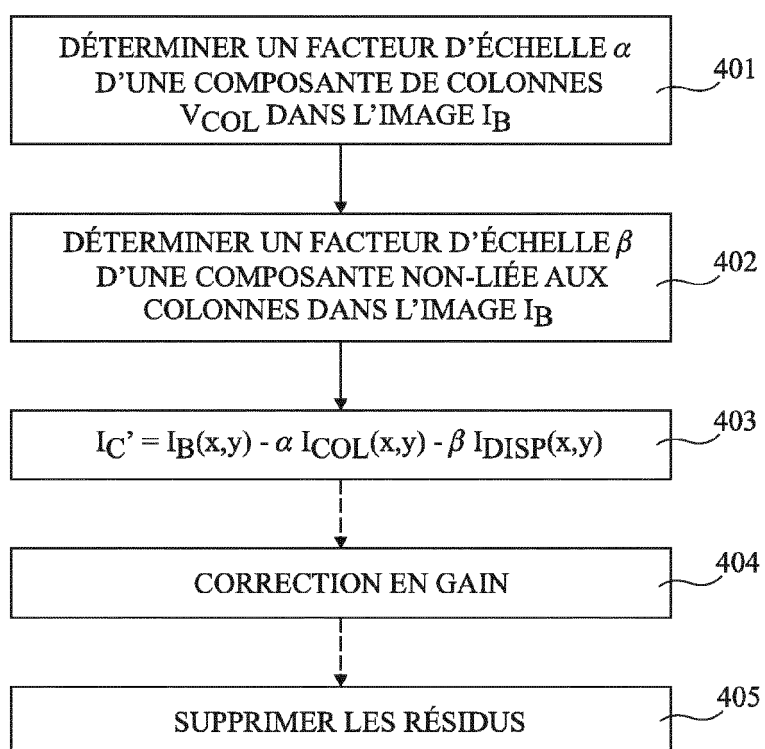 DÉTERMINER UN FACTEUR D'ÉCHELLE α
D'UNE COMPOSANTE DE COLONNES
VCOL DANS L'IMAGE IB
401
DÉTERMINER UN FACTEUR D'ÉCHELLE β
D'UNE COMPOSANTE NON-LIÉE AUX
COLONNES DANS L'IMAGE IB
402
IC' = IB(x,y) - α ICOL(x,y) - β IDISP(x,y)
403
CORRECTION EN GAIN
404
SUPPRIMER LES RÉSIDUS
405